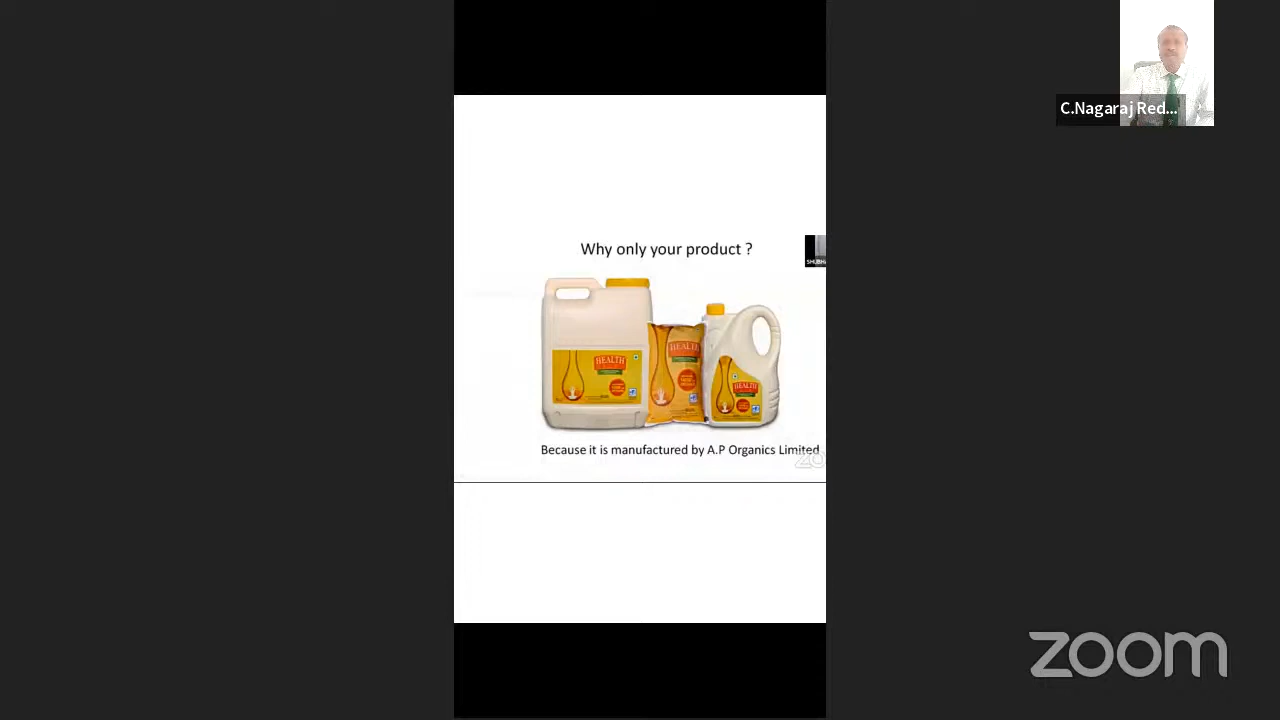 C.Nagaraj Red...
Why only your product ?
HEALTH
HEALTH
HEALTH
Because it is manufactured by A.P Organics Limited
zoom